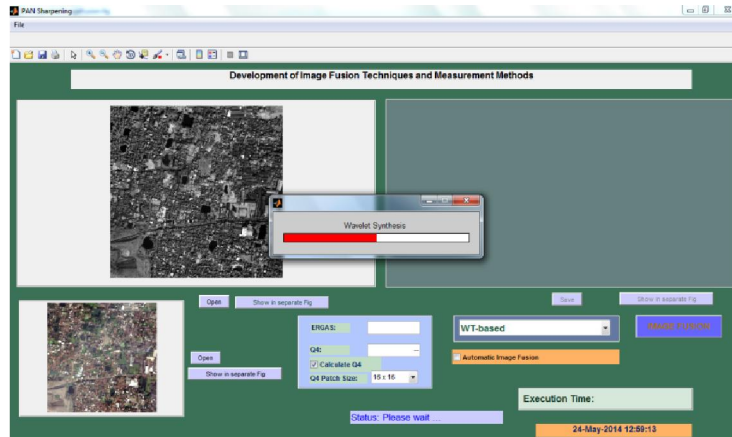 PAN Sharpening
File
Development of Image Fusion Techniques and Measurement Methods
Wavelet Synthesis
Open
Show in separate Fig
Save
Show in separate Fig
ERGAS:
WT-based
Q4:
--
Calculate Q4
Automatic Image Fusion
Open
Show in separate Fig
Q4 Patch Size:
16 x 16
Execution Time:
Status: Please wait ....
24-May-2014 12:59:13